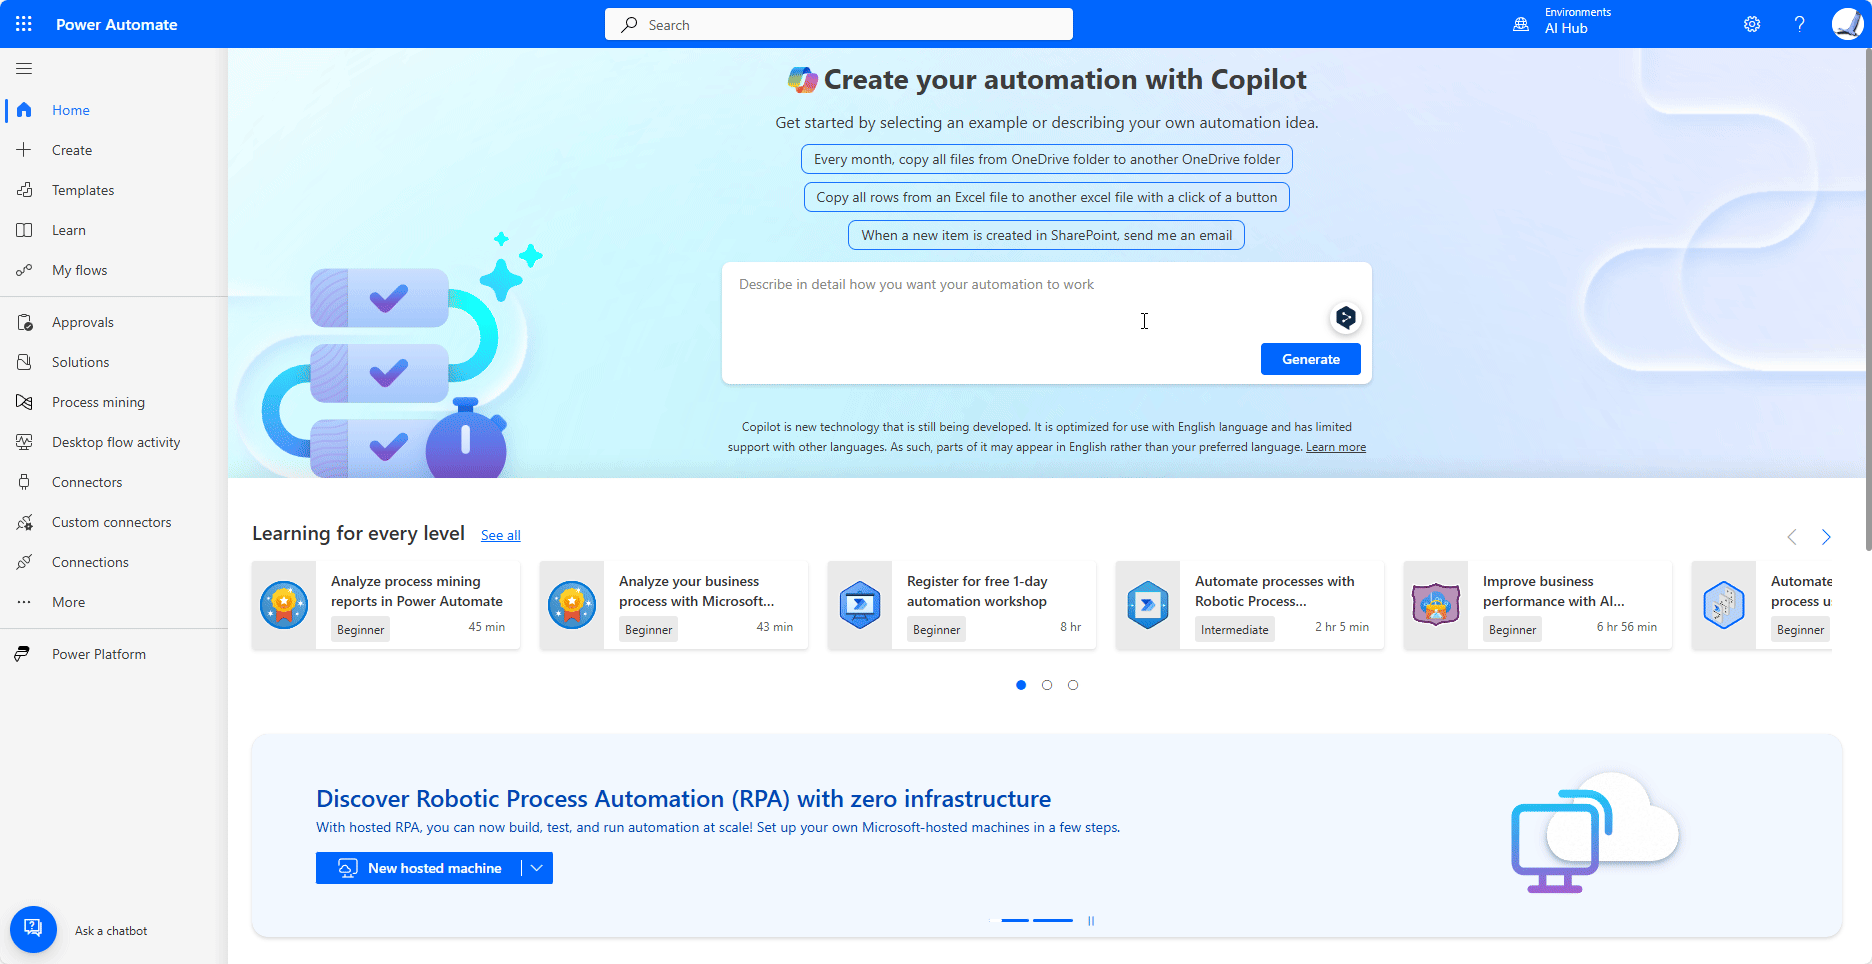 Power Automate
Search
Environments
AI Hub
Home
Create
Templates
Learn
My flows
Approvals
Solutions
Process mining
Desktop flow activity
Connectors
Custom connectors
Connections
More
Power Platform
Ask a chatbot
Create your automation with Copilot
Get started by selecting an example or describing your own automation idea.
Every month, copy all files from OneDrive folder to another OneDrive folder
Copy all rows from an Excel file to another excel file with a click of a button
When a new item is created in SharePoint, send me an email
Describe in detail how you want your automation to work
Generate
Copilot is new technology that is still being developed. It is optimized for use with English language and has limited
support with other languages. As such, parts of it may appear in English rather than your preferred language. Learn more
Learning for every level See all
Analyze process mining
reports in Power Automate
Beginner 45 min
Analyze your business
process with Microsoft...
Beginner 43 min
Register for free 1-day
automation workshop
Beginner 8 hr
Automate processes with
Robotic Process...
Intermediate 2 hr 5 min
Improve business
performance with AI...
Beginner 6 hr 56 min
Automate
process
Beginner
Discover Robotic Process Automation (RPA) with zero infrastructure
With hosted RPA, you can now build, test, and run automation at scale! Set up your own Microsoft-hosted machines in a few steps.
New hosted machine